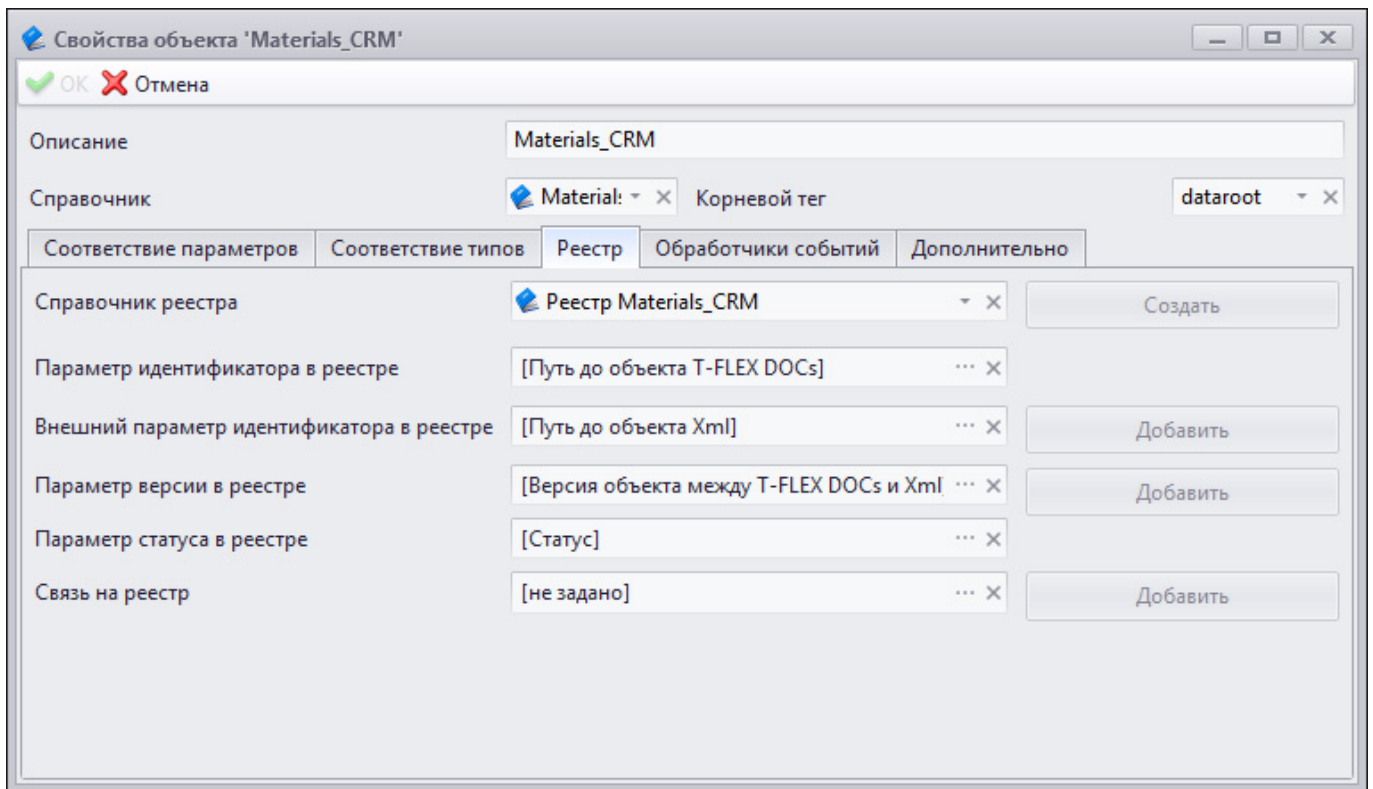 Свойства объекта 'Materials_CRM'
OK Отмена
Описание Materials_CRM
Справочник Material: Корневой тег dataroot
Соответствие параметров Соответствие типов Реестр Обработчики событий Дополнительно
Справочник реестра Реестр Materials_CRM Создать
Параметр идентификатора в реестре [Путь до объекта T-FLEX DOCs]
Внешний параметр идентификатора в реестре [Путь до объекта Xml] Добавить
Параметр версии в реестре [Версия объекта между T-FLEX DOCs и Xml Добавить
Параметр статуса в реестре [Статус]
Связь на реестр [не задано] Добавить